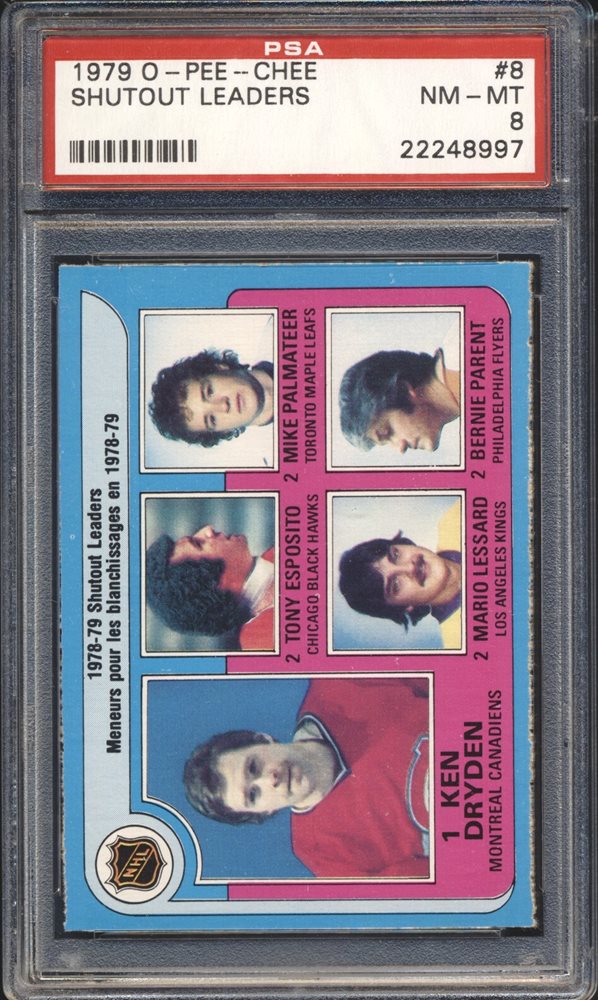 PSA
1979 O-PEE--CHEE #8
SHUTOUT LEADERS NM-MT
8
22248997
1978-79 Shutout Leaders
Meneurs pour les blanchissages en 1978-79
NHL
1 KEN
DRYDEN
MONTREAL CANADIENS
2 TONY ESPOSITO
CHICAGO BLACK HAWKS
2 MIKE PALMATEER
TORONTO MAPLE LEAFS
2 MARIO LESSARD
LOS ANGELES KINGS
2 BERNIE PARENT
PHILADELPHIA FLYERS